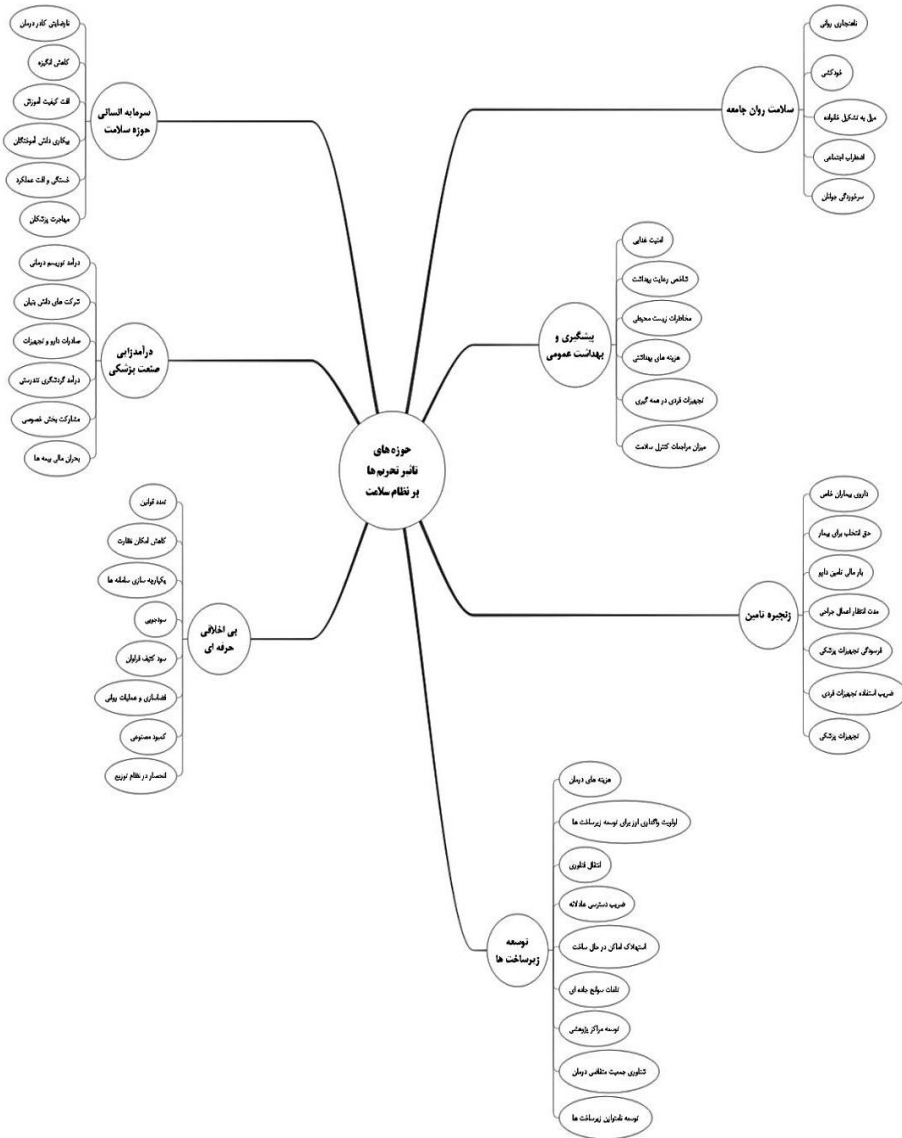 حوزه های
تاثیر تحریم ها
بر نظام سلامت
سلامت روان جامعه
ناهنجاری روانی
خودکشی
میل به تشکیل خانواده
اضطراب اجتماعی
سرخوردگی جوانان
پیشگیری و
بهداشت عمومی
امنیت غذایی
شاخص رعایت بهداشت
مخاطرات زیست محیطی
هزینه های بهداشتی
تجهیزات فردی در همه گیری
میزان مراجعات کنترل سلامت
زنجیره تامین
داروی بیماران خاص
حق انتخاب برای بیمار
بار مالی تامین دارو
مدت انتظار اعمال جراحی
فرسودگی تجهیزات پزشکی
ضریب استفاده تجهیزات فردی
تجهیزات پزشکی
توسعه
زیرساخت ها
هزینه های درمان
اولویت واگذاری ارز برای توسعه زیرساخت ها
انتقال فناوری
ضریب دسترسی عادلانه
استهلاک اماکن در حال ساخت
تلفات سوانح جاده ای
توسعه مراکز پژوهشی
شناوری جمعیت متقاضی درمان
توسعه نامتوازن زیرساخت ها
سرمایه انسانی
حوزه سلامت
نارضایتی کادر درمان
کاهش انگیزه
افت کیفیت آموزش
بیکاری دانش آموختگان
خستگی و افت عملکرد
مهاجرت پزشکان
درآمدزایی
صنعت پزشکی
درآمد توریسم درمانی
شرکت های دانش بنیان
صادرات دارو و تجهیزات
درآمد گردشگری تندرستی
مشارکت بخش خصوصی
بحران مالی بیمه ها
بی اخلاقی
حرفه ای
تعدد قوانین
کاهش امکان نظارت
یکپارچه سازی سامانه ها
سودجویی
سود کثیف فراوان
فضاسازی و عملیات روانی
کمبود مصنوعی
انحصار در نظام توزیع